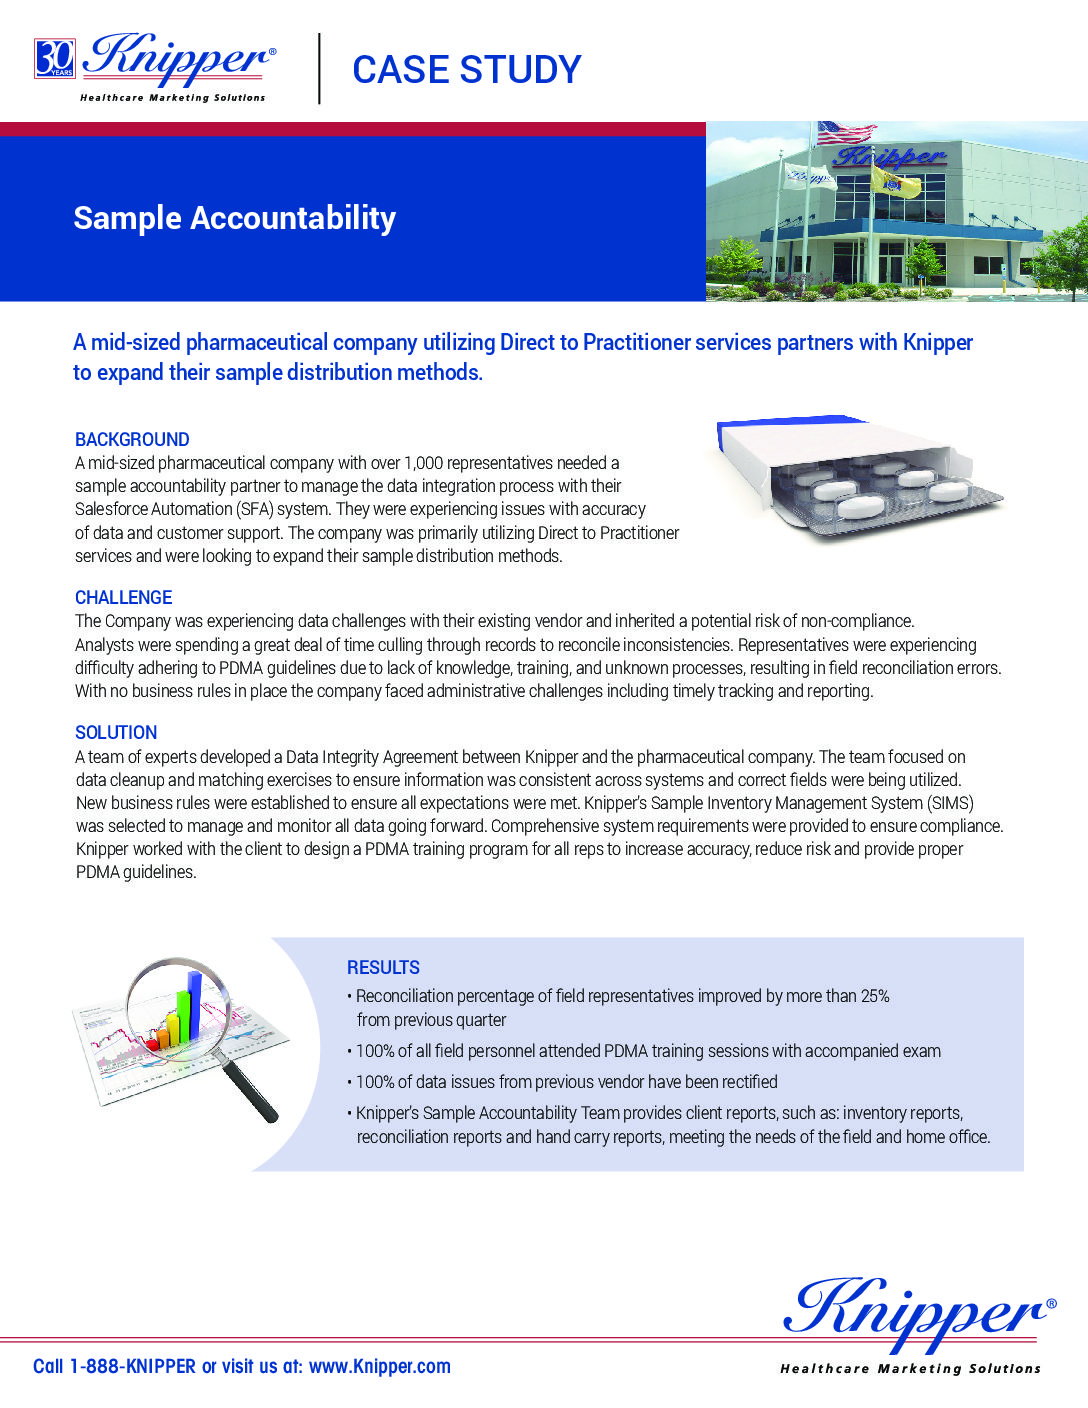 30
YEARS
Knipper®
Healthcare Marketing Solutions
CASE STUDY
Knipper
Knipper
Sample Accountability
A mid-sized pharmaceutical company utilizing Direct to Practitioner services partners with Knipper
to expand their sample distribution methods.
BACKGROUND
A mid-sized pharmaceutical company with over 1,000 representatives needed a
sample accountability partner to manage the data integration process with their
Salesforce Automation (SFA) system. They were experiencing issues with accuracy
of data and customer support. The company was primarily utilizing Direct to Practitioner
services and were looking to expand their sample distribution methods.
CHALLENGE
The Company was experiencing data challenges with their existing vendor and inherited a potential risk of non-compliance.
Analysts were spending a great deal of time culling through records to reconcile inconsistencies. Representatives were experiencing
difficulty adhering to PDMA guidelines due to lack of knowledge, training, and unknown processes, resulting in field reconciliation errors.
With no business rules in place the company faced administrative challenges including timely tracking and reporting.
SOLUTION
A team of experts developed a Data Integrity Agreement between Knipper and the pharmaceutical company. The team focused on
data cleanup and matching exercises to ensure information was consistent across systems and correct fields were being utilized.
New business rules were established to ensure all expectations were met. Knipper's Sample Inventory Management System (SIMS)
was selected to manage and monitor all data going forward. Comprehensive system requirements were provided to ensure compliance.
Knipper worked with the client to design a PDMA training program for all reps to increase accuracy, reduce risk and provide proper
PDMA guidelines.
RESULTS
• Reconciliation percentage of field representatives improved by more than 25%
from previous quarter
• 100% of all field personnel attended PDMA training sessions with accompanied exam
• 100% of data issues from previous vendor have been rectified
• Knipper's Sample Accountability Team provides client reports, such as: inventory reports,
reconciliation reports and hand carry reports, meeting the needs of the field and home office.
Knipper®
Healthcare Marketing Solutions
Call 1-888-KNIPPER or visit us at: www.Knipper.com